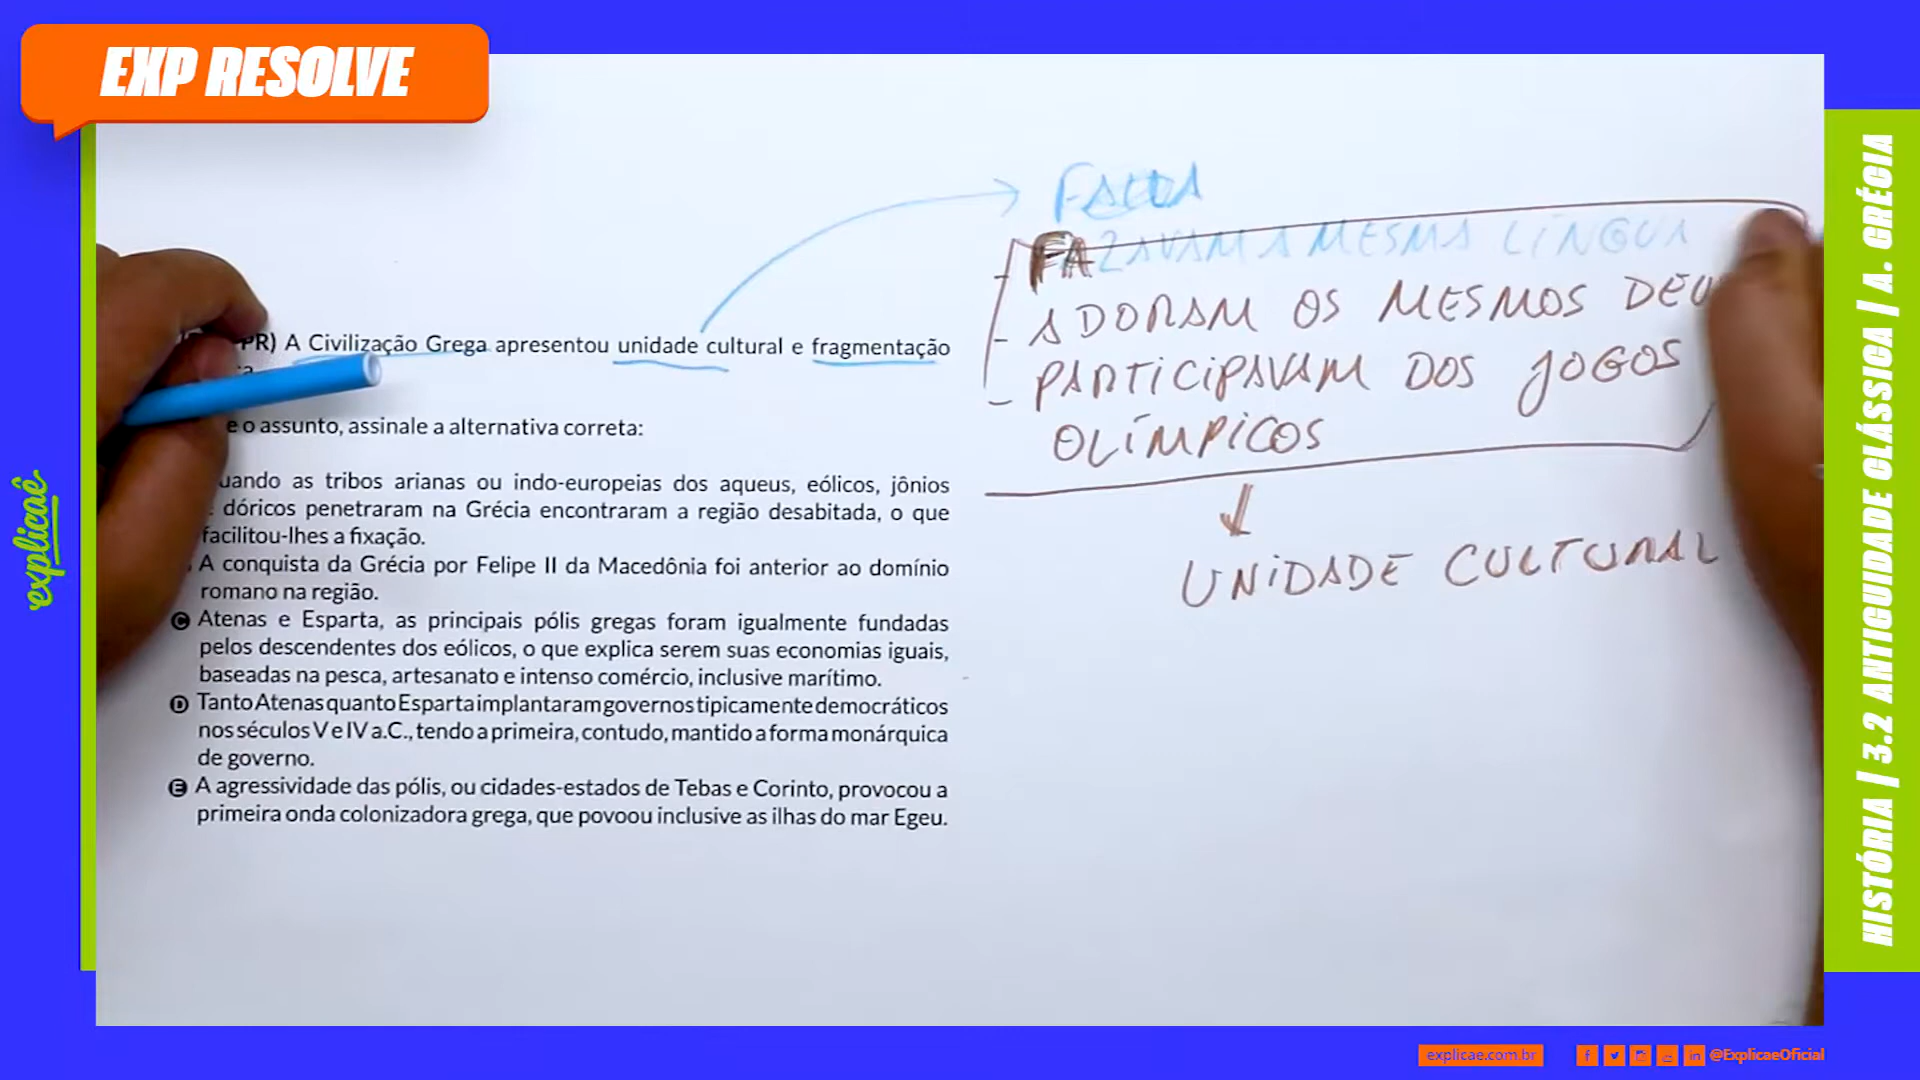 EXP RESOLVE
FALA
FAZAVAM A MESMA LÍNGUA
- ADORAM OS MESMOS
- PARTICIPAVAM DOS JOGOS
OLÍMPICOS
UNIDADE CULTURAL
PR) A Civilização Grega apresentou unidade cultural e fragmentação
e o assunto, assinale a alternativa correta:
uando as tribos arianas ou indo-europeias dos aqueus, eólicos, jônios
dóricos penetraram na Grécia encontraram a região desabitada, o que
facilitou-lhes a fixação.
A conquista da Grécia por Felipe II da Macedônia foi anterior ao domínio
romano na região.
C Atenas e Esparta, as principais pólis gregas foram igualmente fundadas
pelos descendentes dos eólicos, o que explica serem suas economias iguais,
baseadas na pesca, artesanato e intenso comércio, inclusive marítimo.
D Tanto Atenas quanto Esparta implantaram governos tipicamente democráticos
nos séculos V e IV a.C., tendo a primeira, contudo, mantido a forma monárquica
de governo.
E A agressividade das pólis, ou cidades-estados de Tebas e Corinto, provocou a
primeira onda colonizadora grega, que povoou inclusive as ilhas do mar Egeu.
explicaê
HISTÓRIA | 3.2 ANTIGUIDADE CLÁSSICA | A. GRÉCIA
explicae.com.br
@ExplicaeOficial